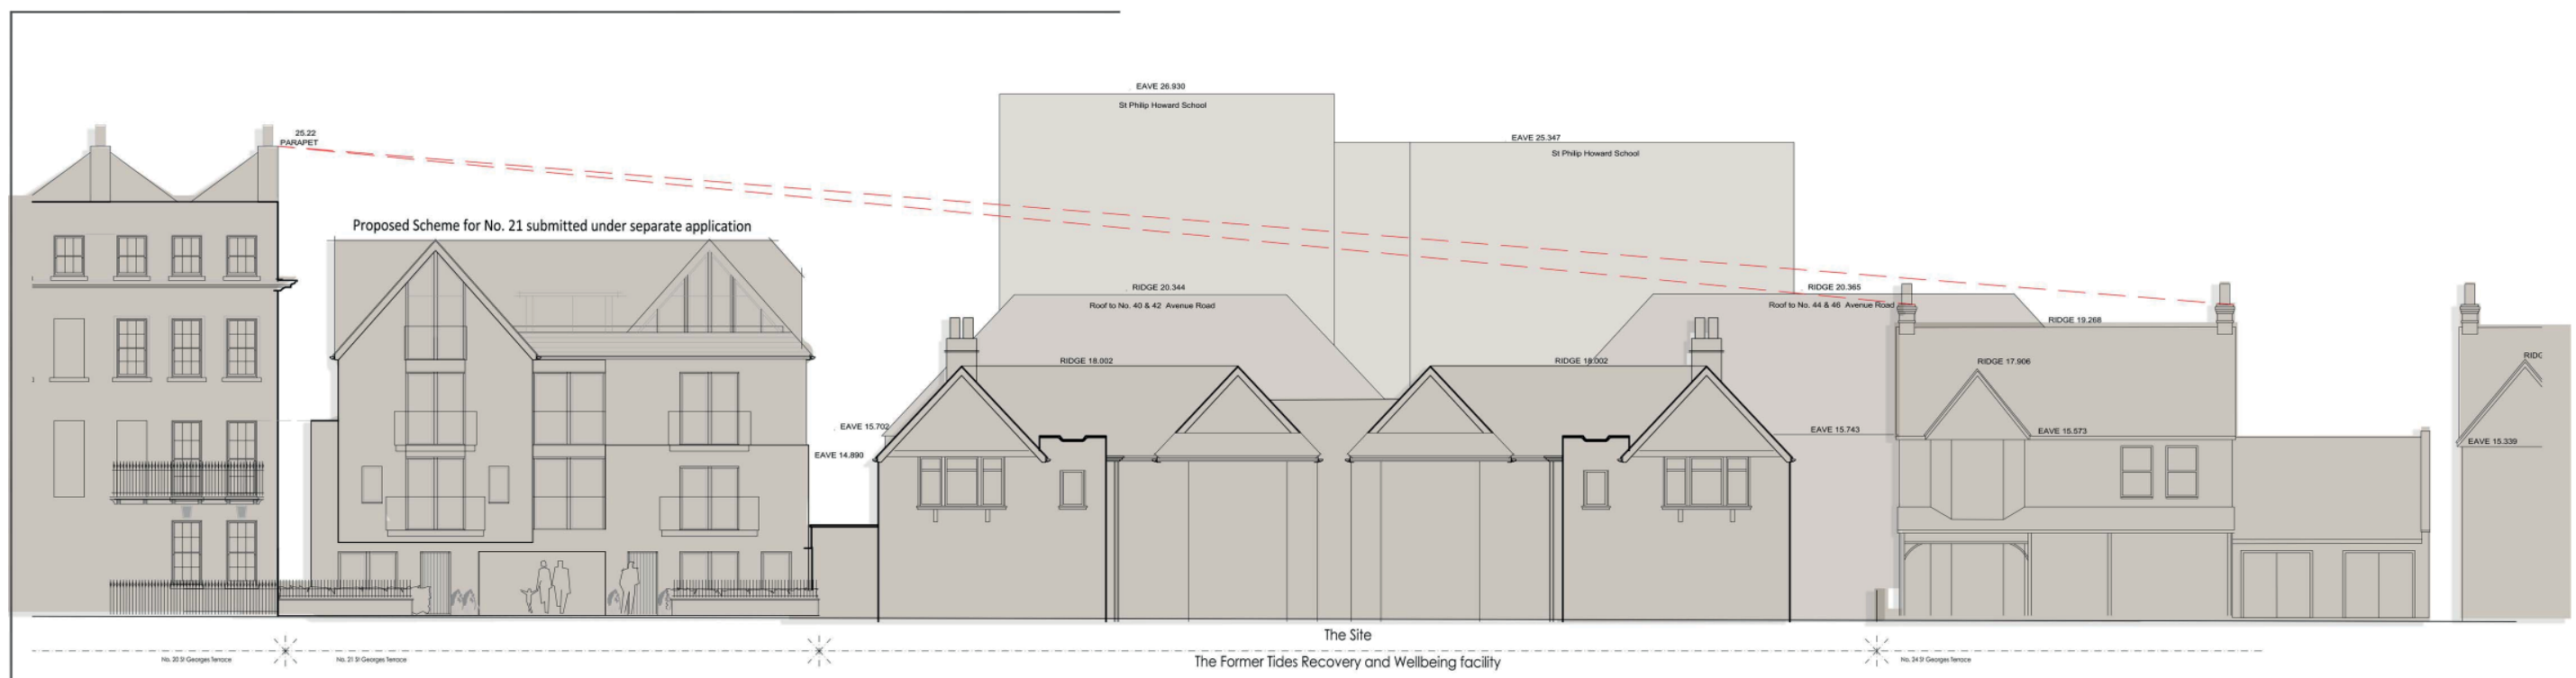 EAVE 26.930
St Philip Howard School
25.22
PARAPET
EAVE 25.347
St Philip Howard School
Proposed Scheme for No. 21 submitted under separate application
RIDGE 20.344
Roof to No. 40 & 42 Avenue Road
RIDGE 20.365
Roof to No. 44 & 46 Avenue Road
RIDGE 19.268
RIDGE 18.002
RIDGE 18.002
RIDGE 17.906
RIDG
EAVE 15.702
EAVE 15.743
EAVE 15.573
EAVE 15.339
EAVE 14.890
The Site
No. 20 St Georges Terrace
No. 21 St Georges Terrace
The Former Tides Recovery and Wellbeing facility
No. 24 St Georges Terrace